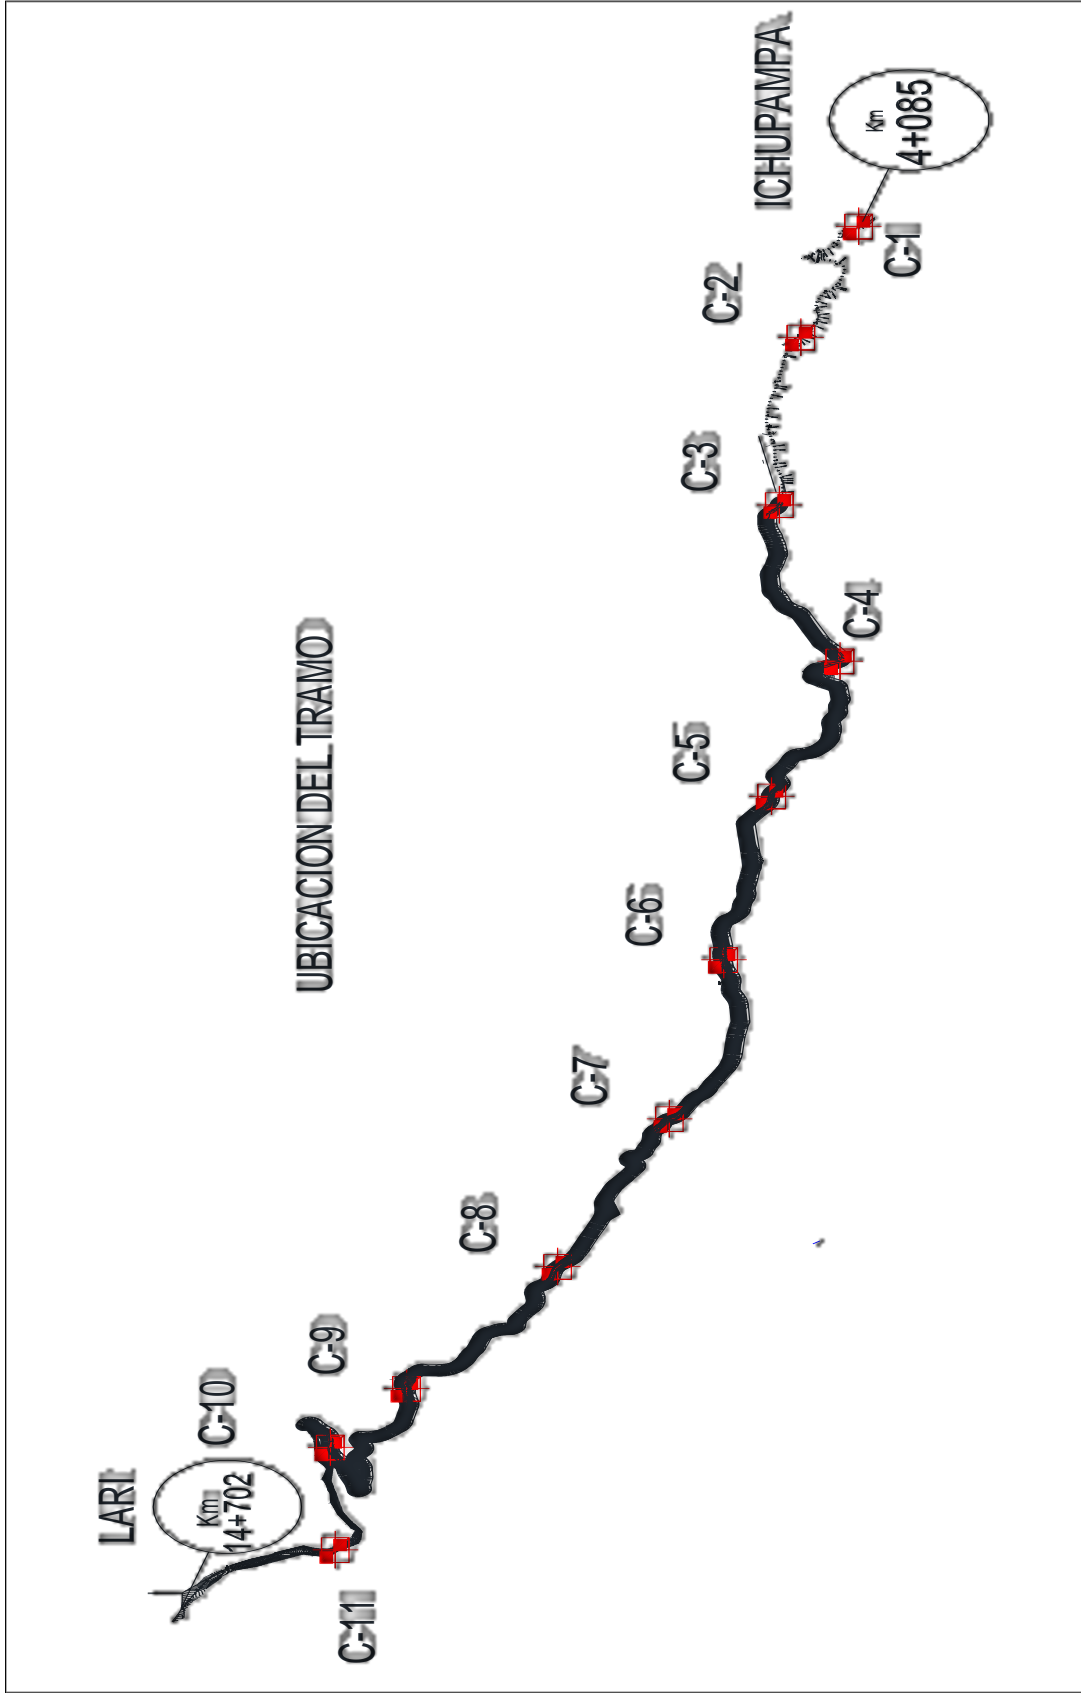 UBICACION DEL TRAMO
LARI
Km
14+702
C-11
C-10
C-9
C-8
C-7
C-6
C-5
C-4
C-3
C-2
C-1
ICHUPAMPA
Km
4+085